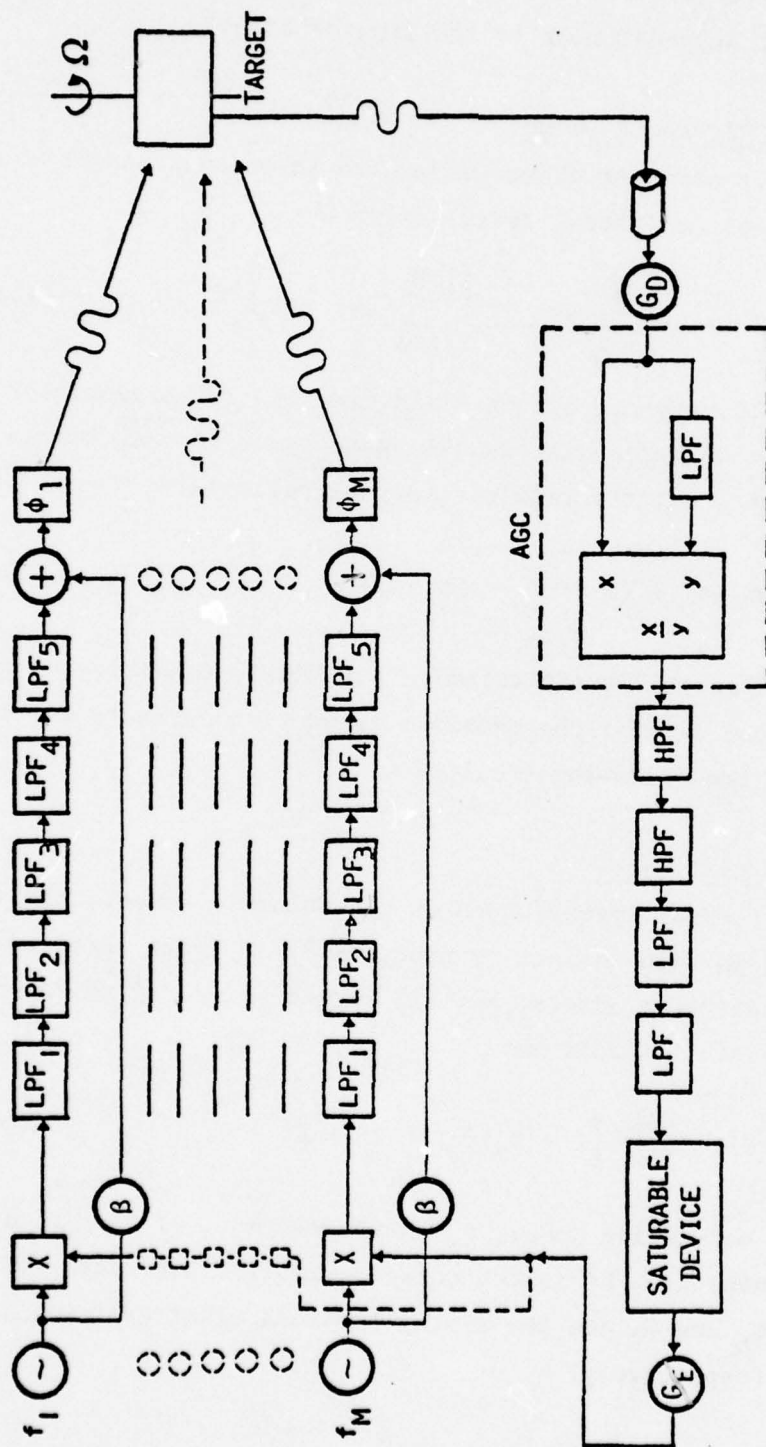 f1
~
X
β
LPF1
LPF2
LPF3
LPF4
LPF5
+
Φ1
Ω
TARGET
fM
~
X
β
LPF1
LPF2
LPF3
LPF4
LPF5
+
ΦM
GD
AGC
LPF
x
y
x/y
HPF
HPF
LPF
LPF
SATURABLE
DEVICE
GE